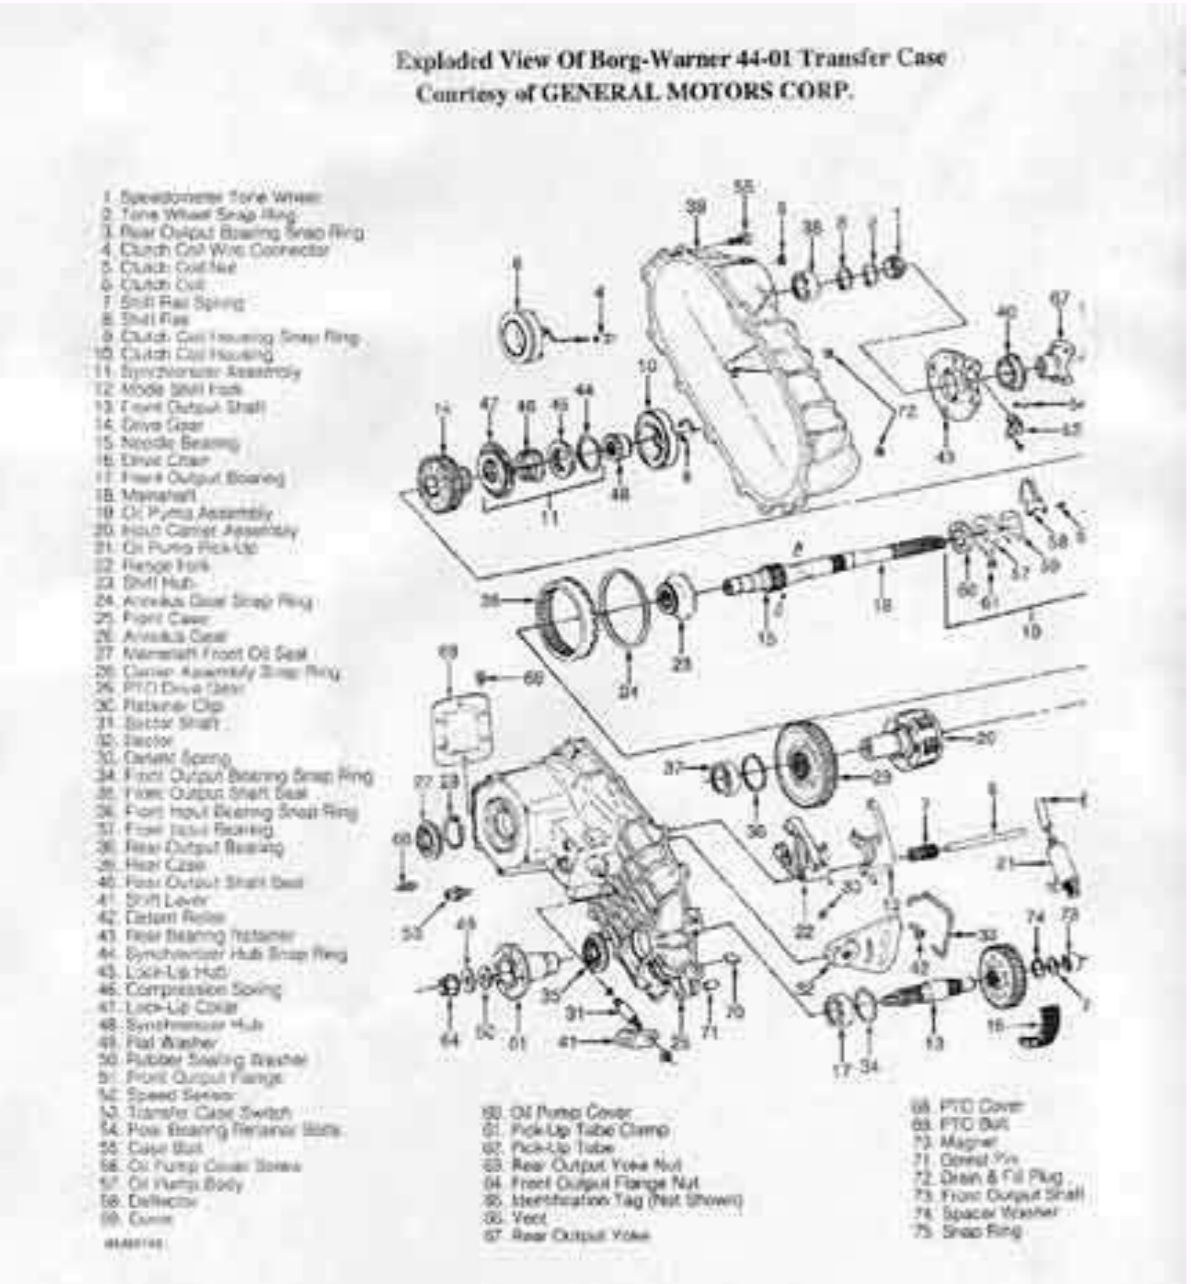 Exploded View Of Borg-Warner 44-01 Transfer Case
Courtesy of GENERAL MOTORS CORP.
1. Speedometer Tone Wheel
2. Tone Wheel Snap Ring
3. Rear Output Bearing Snap Ring
4. Clutch Coil Wire Connector
5. Clutch Coil Nut
6. Clutch Coil
7. Shift Rail Spring
8. Shift Rail
9. Clutch Coil Housing Snap Ring
10. Clutch Coil Housing
11. Synchronizer Assembly
12. Mode Shift Fork
13. Front Output Shaft
14. Drive Gear
15. Needle Bearing
16. Drive Chain
17. Front Output Bearing
18. Mainshaft
19. Oil Pump Assembly
20. Input Carrier Assembly
21. Oil Pump Pick-Up
22. Range Fork
23. Shift Hub
24. Annulus Gear Snap Ring
25. Front Case
26. Annulus Gear
27. Mainshaft Front Oil Seal
28. Carrier Assembly Snap Ring
29. PTO Drive Gear
30. Retainer Clip
31. Sector Shaft
32. Sector
33. Detent Spring
34. Front Output Bearing Snap Ring
35. Front Output Shaft Seal
36. Front Input Bearing Snap Ring
37. Front Input Bearing
38. Rear Output Bearing
39. Rear Case
40. Rear Output Shaft Seal
41. Shift Lever
42. Detent Roller
43. Rear Bearing Retainer
44. Synchronizer Hub Snap Ring
45. Lock-Up Hub
46. Compression Spring
47. Lock-Up Collar
48. Synchronizer Hub
49. Flat Washer
50. Rubber Sealing Washer
51. Front Output Flange
52. Speed Sensor
53. Transfer Case Switch
54. Rear Bearing Retainer Bolts
55. Case Bolt
56. Oil Pump Cover Screw
57. Oil Pump Body
58. Deflector
59.
60. Oil Pump Cover
61. Pick-Up Tube Clamp
62. Pick-Up Tube
63. Rear Output Yoke Nut
64. Front Output Flange Nut
65. Identification Tag (Not Shown)
66. Vent
67. Rear Output Yoke
68. PTO Cover
69. PTO Bolt
70. Magnet
71. Pin
72. Drain & Fill Plug
73. Front Output Shaft
74. Spacer Washer
75. Snap Ring